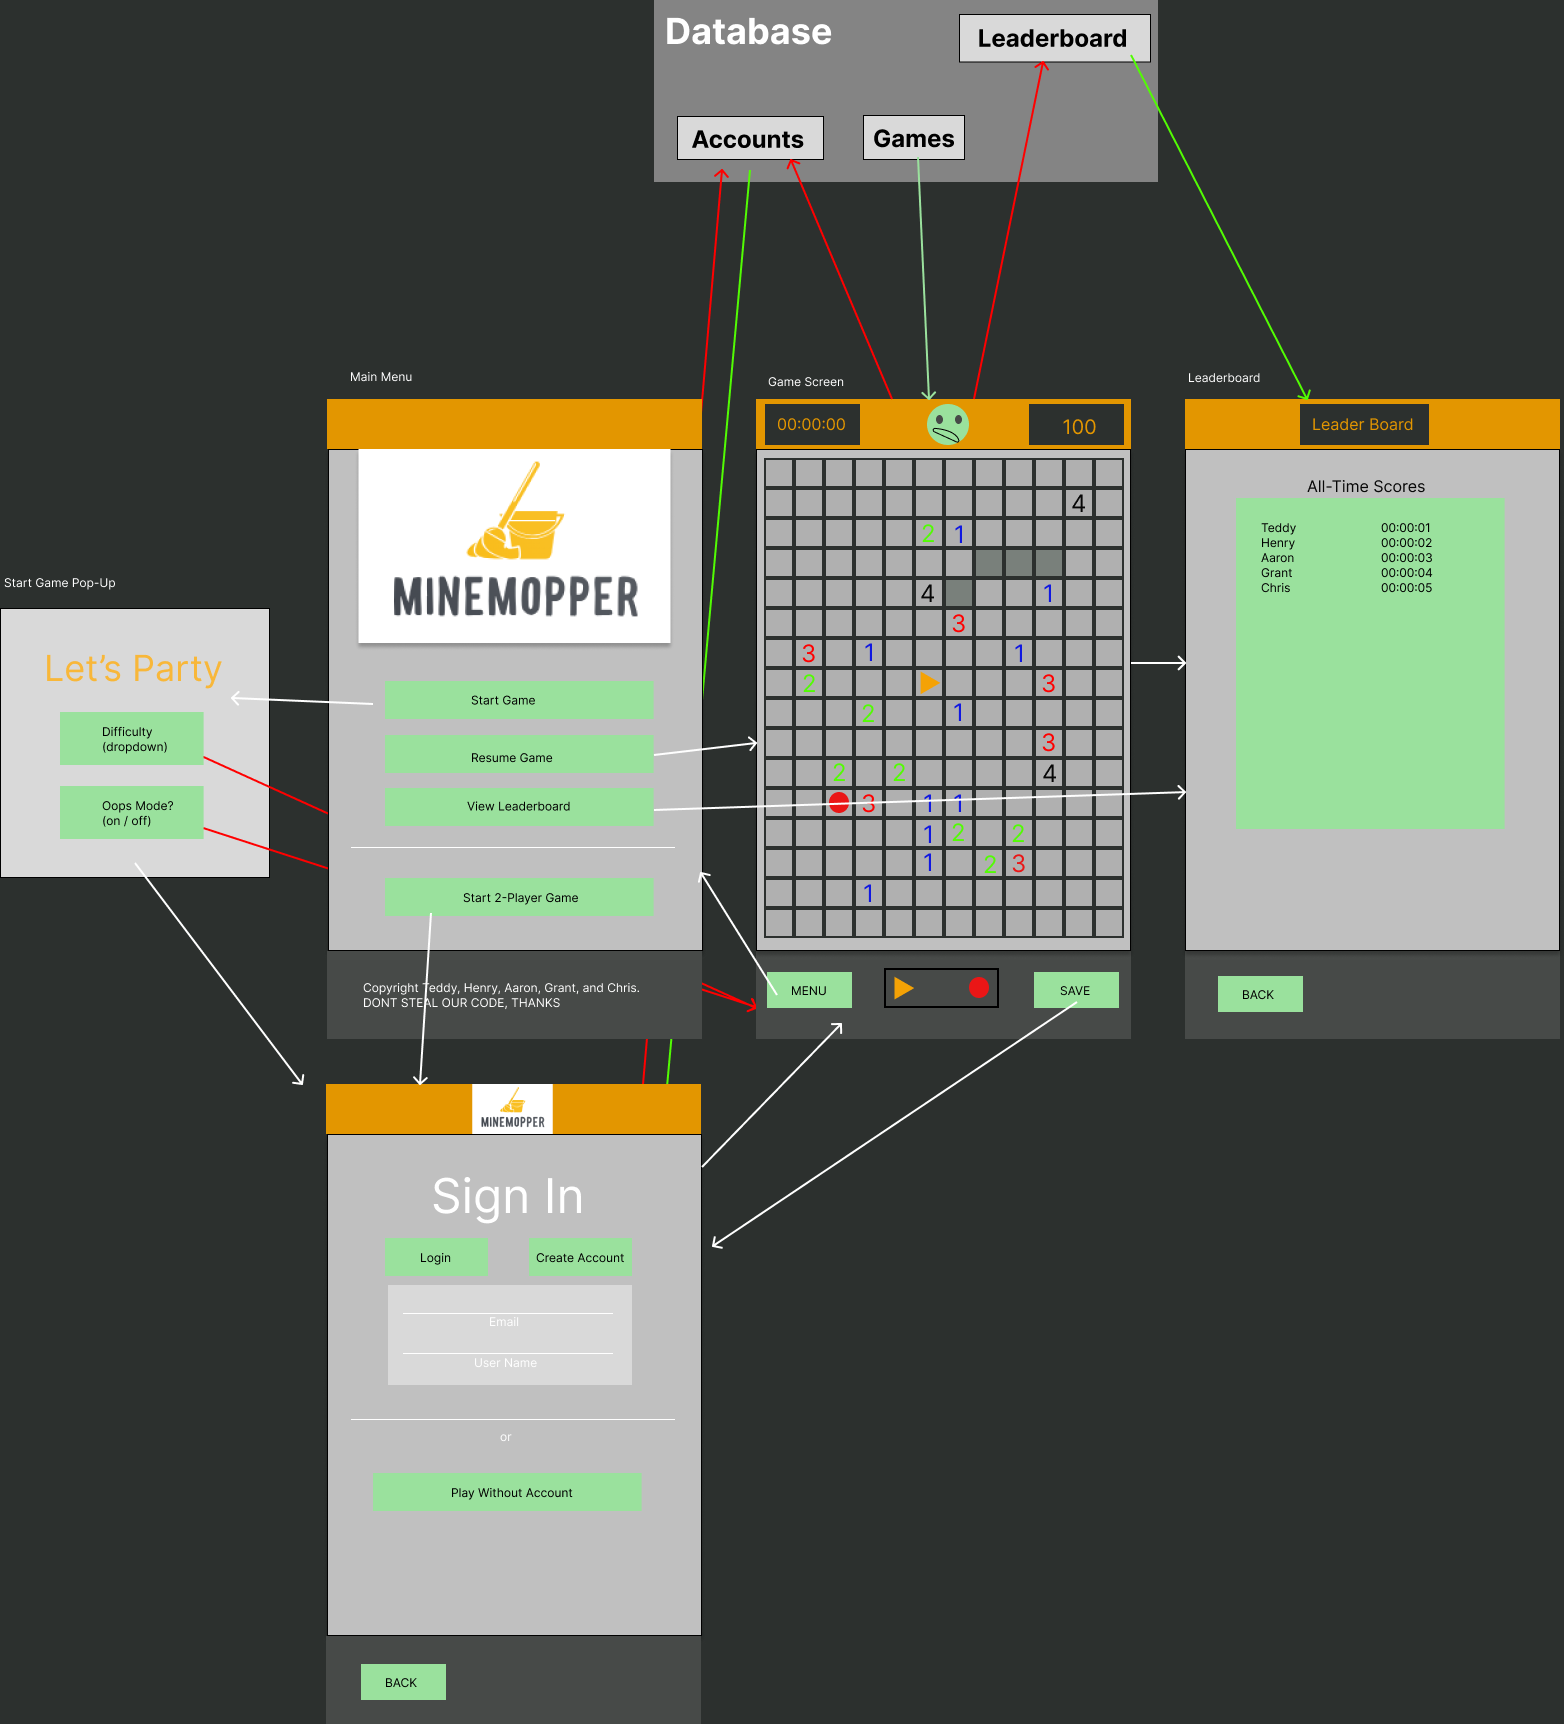 Database
Leaderboard
Accounts
Games
Main Menu
Game Screen
Leaderboard
00:00:00
100
Leader Board
All-Time Scores
Teddy 00:00:01
Henry 00:00:02
Aaron 00:00:03
Grant 00:00:04
Chris 00:00:05
BACK
4
2 1
4 1
3
3 1 1
2 3
2 1
3
2 2 4
3 1 1
1 2 2
1 2 3
1
MENU
SAVE
MINEMOPPER
Start Game
Resume Game
View Leaderboard
Start 2-Player Game
Copyright Teddy, Henry, Aaron, Grant, and Chris.
DONT STEAL OUR CODE, THANKS
Start Game Pop-Up
Let's Party
Difficulty
(dropdown)
Oops Mode?
(on / off)
MINEMOPPER
Sign In
Login
Create Account
Email
User Name
or
Play Without Account
BACK